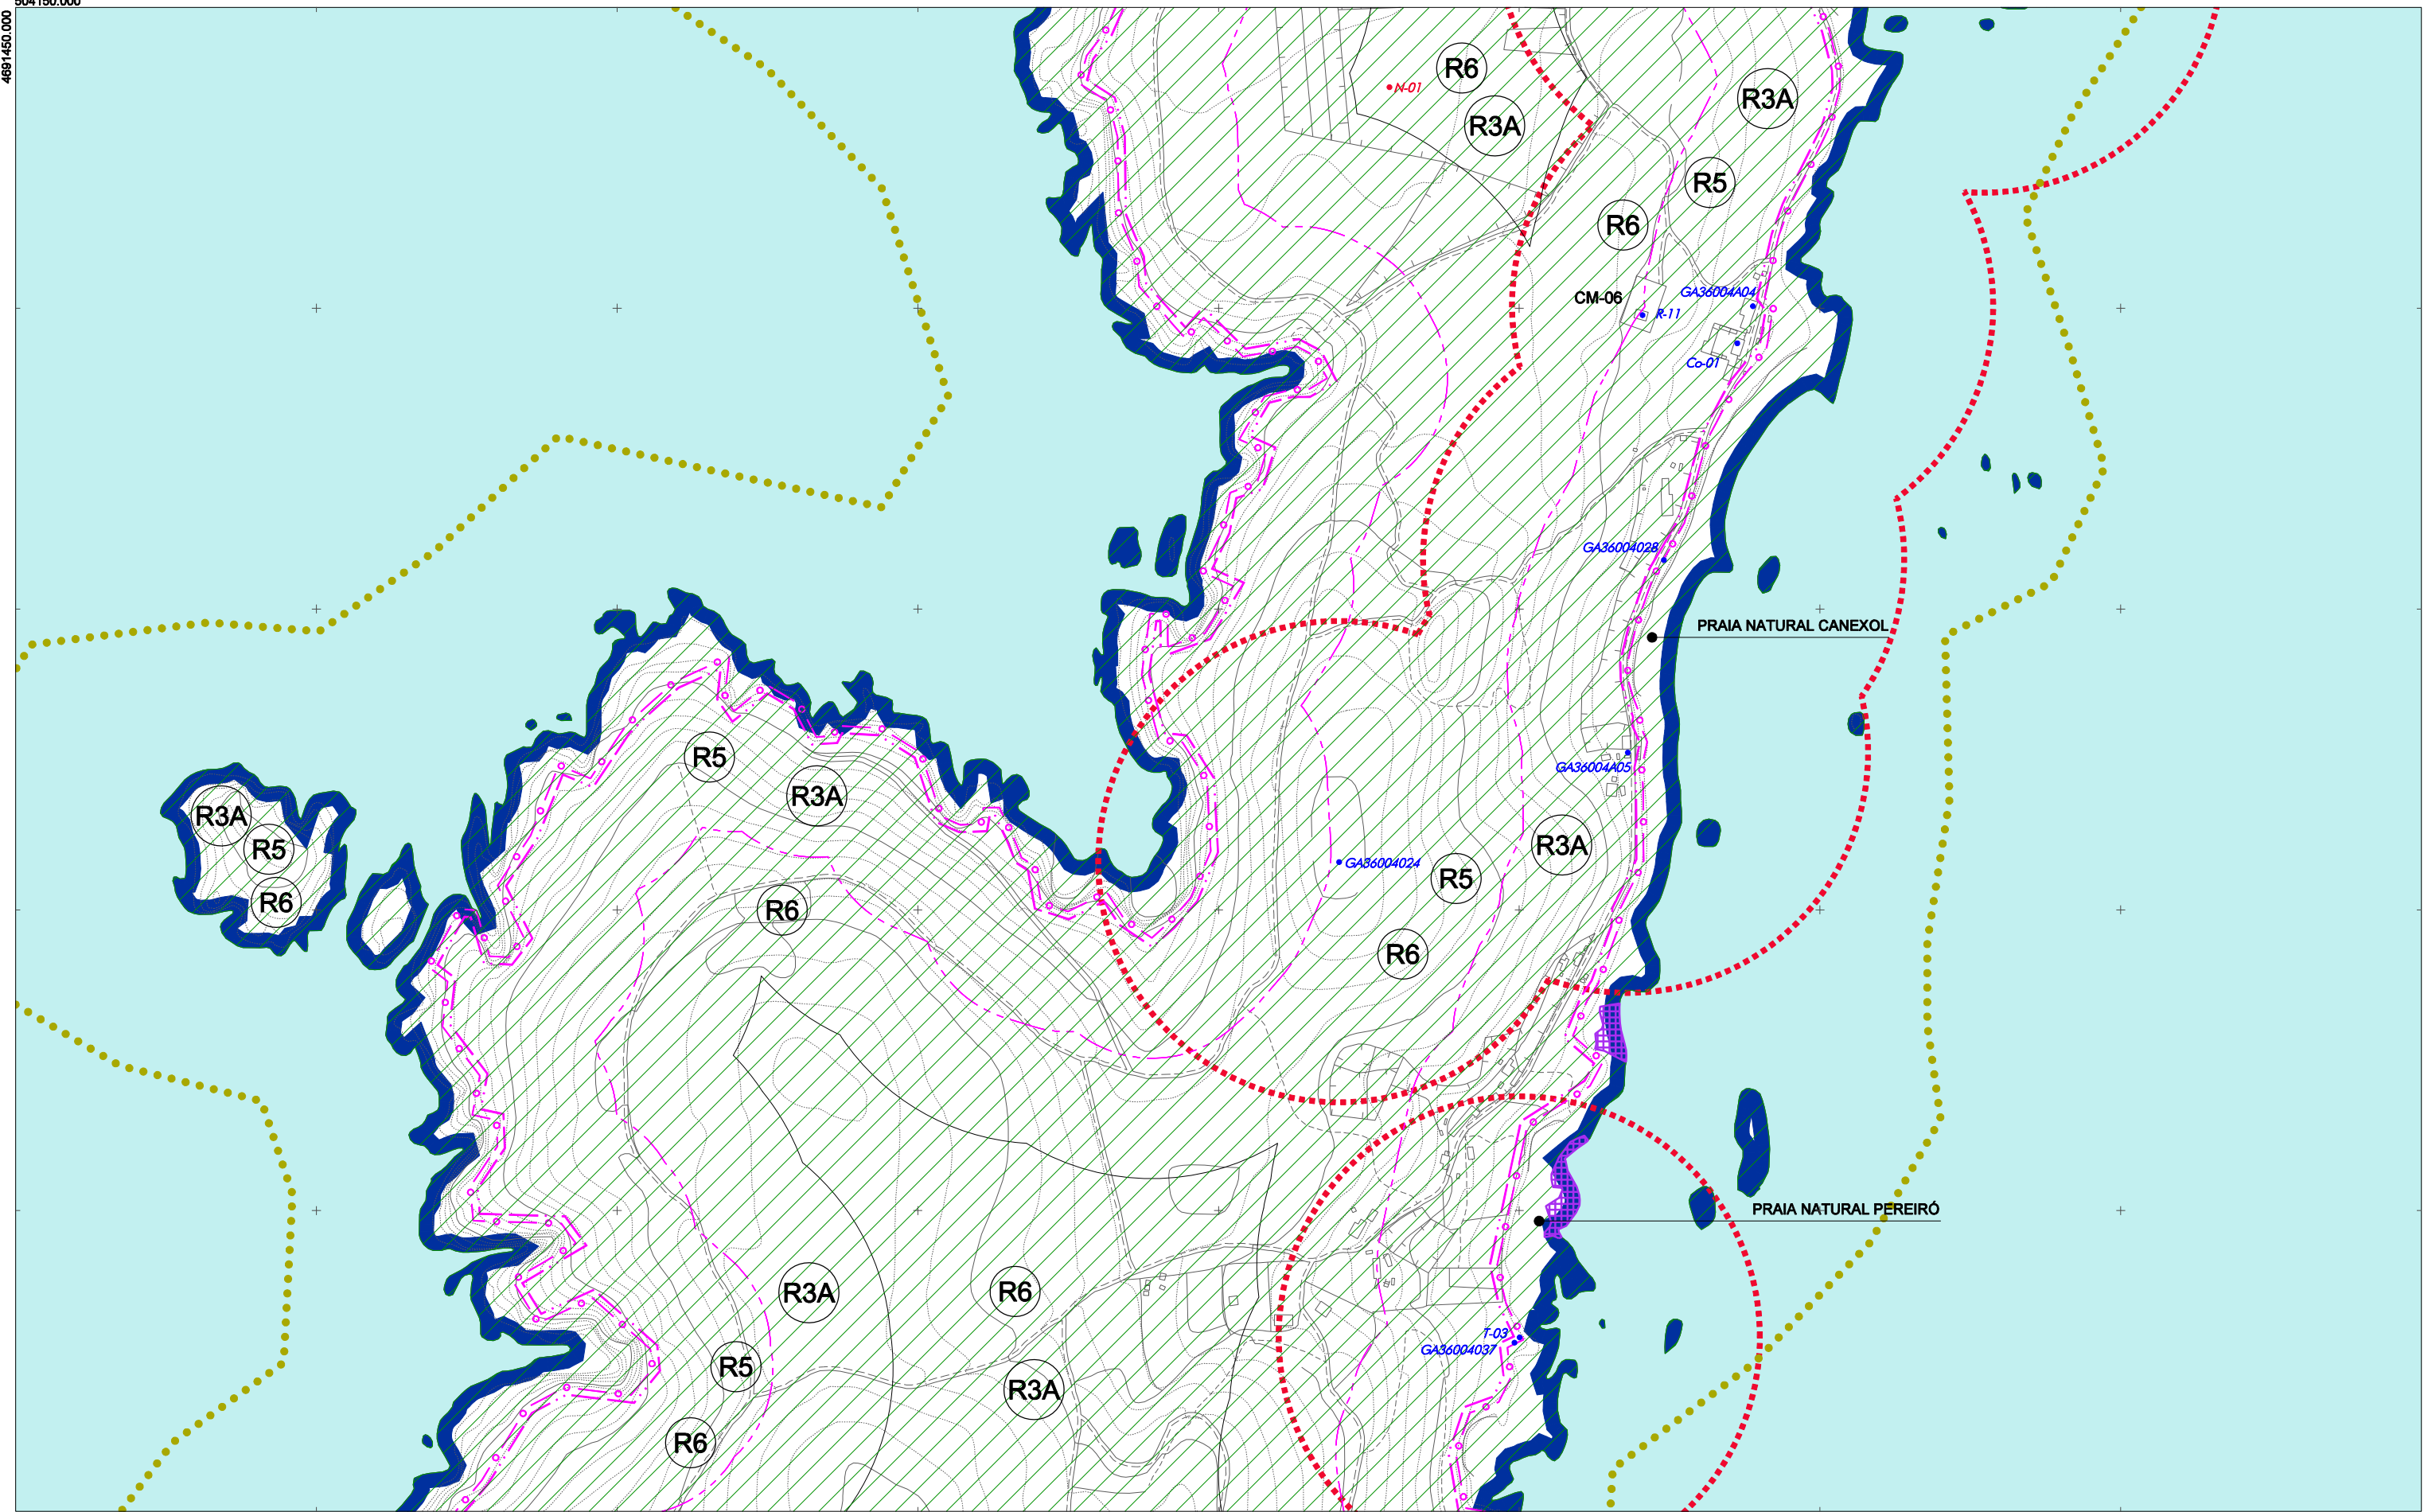 504150.000
4691450.000
R6
N-01
R3A
R3A
R5
R6
CM-06
GA36004A04
R-11
Co-01
GA36004028
PRAIA NATURAL CANEXOL
R5
GA36004A05
R3A
R3A
R5
R3A
GA36004024
R5
R6
R6
R6
PRAIA NATURAL PEREIRÓ
R3A
R6
T-03
GA36004037
R5
R3A
R6